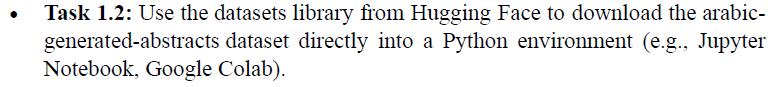 • Task 1.2: Use the datasets library from Hugging Face to download the arabic-
generated-abstracts dataset directly into a Python environment (e.g., Jupyter
Notebook, Google Colab).